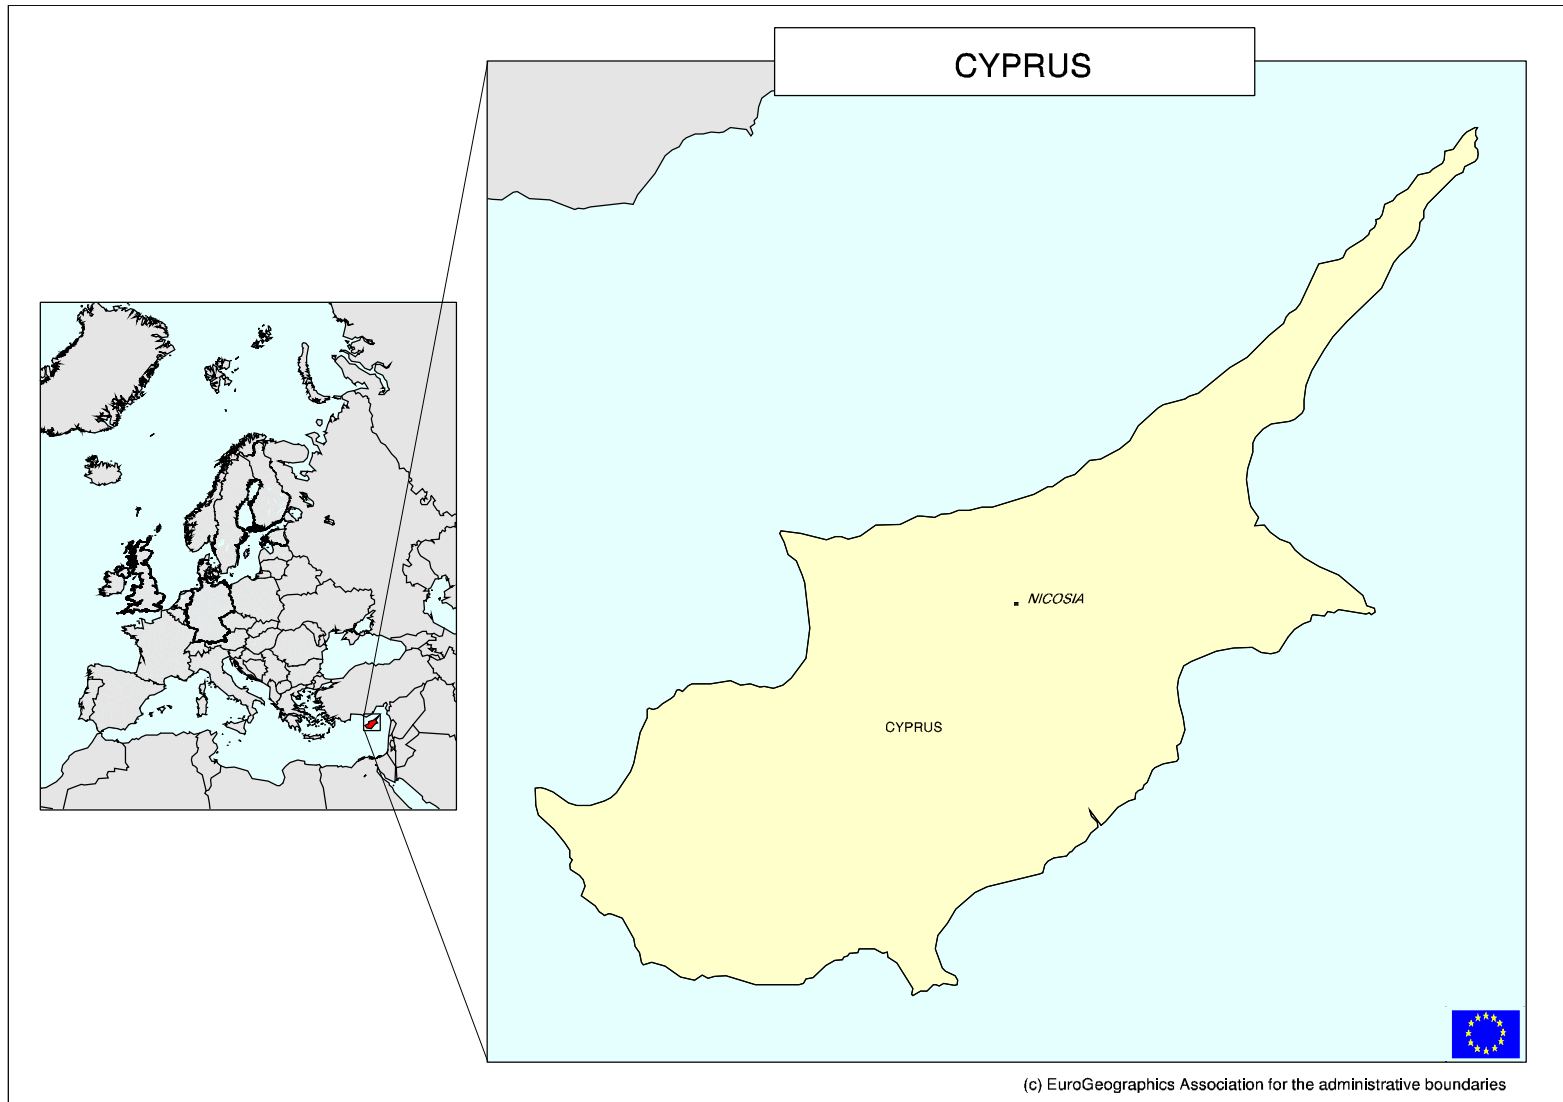 CYPRUS
NICOSIA
CYPRUS
(c) EuroGeographics Association for the administrative boundaries